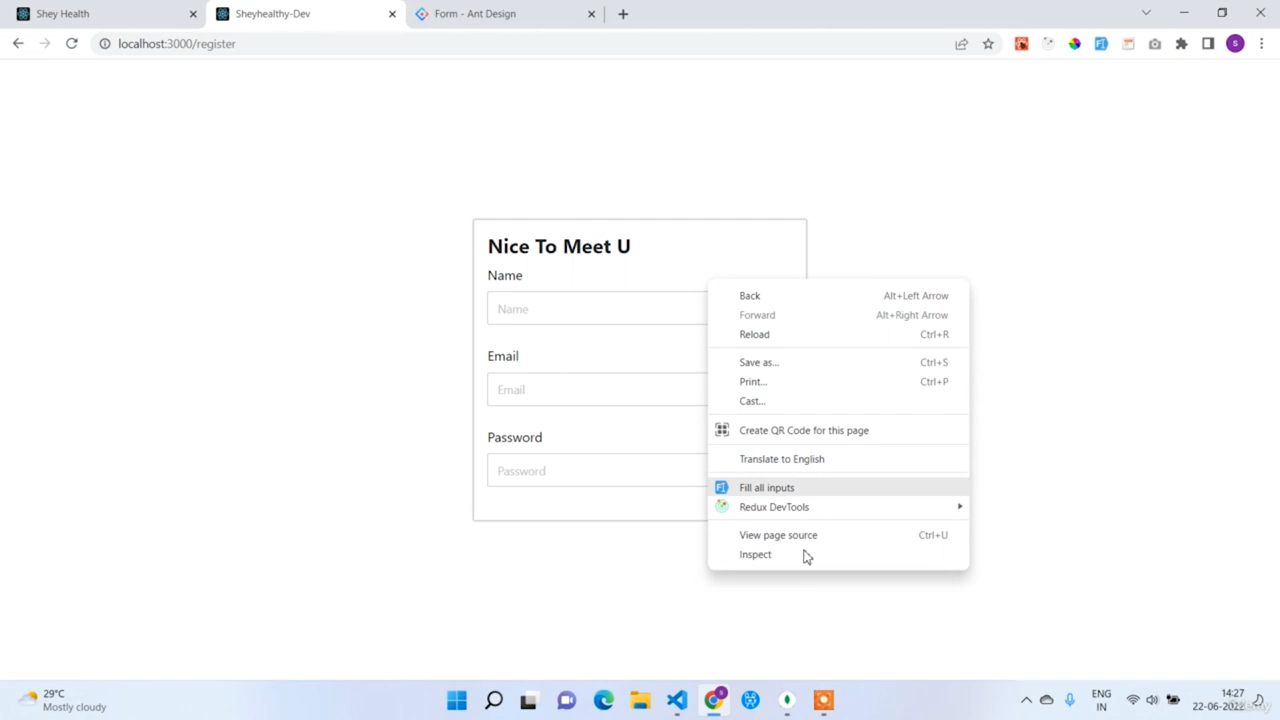 Shey Health
Sheyhealthy-Dev
Form - Ant Design
localhost:3000/register
S
Nice To Meet U
Name
Name
Email
Email
Password
Password
Back Alt+Left Arrow
Forward Alt+Right Arrow
Reload Ctrl+R
Save as... Ctrl+S
Print... Ctrl+P
Cast...
Create QR Code for this page
Translate to English
Fill all inputs
Redux DevTools
View page source Ctrl+U
Inspect
29°C
Mostly cloudy
ENG
IN
14:27
22-06-2022